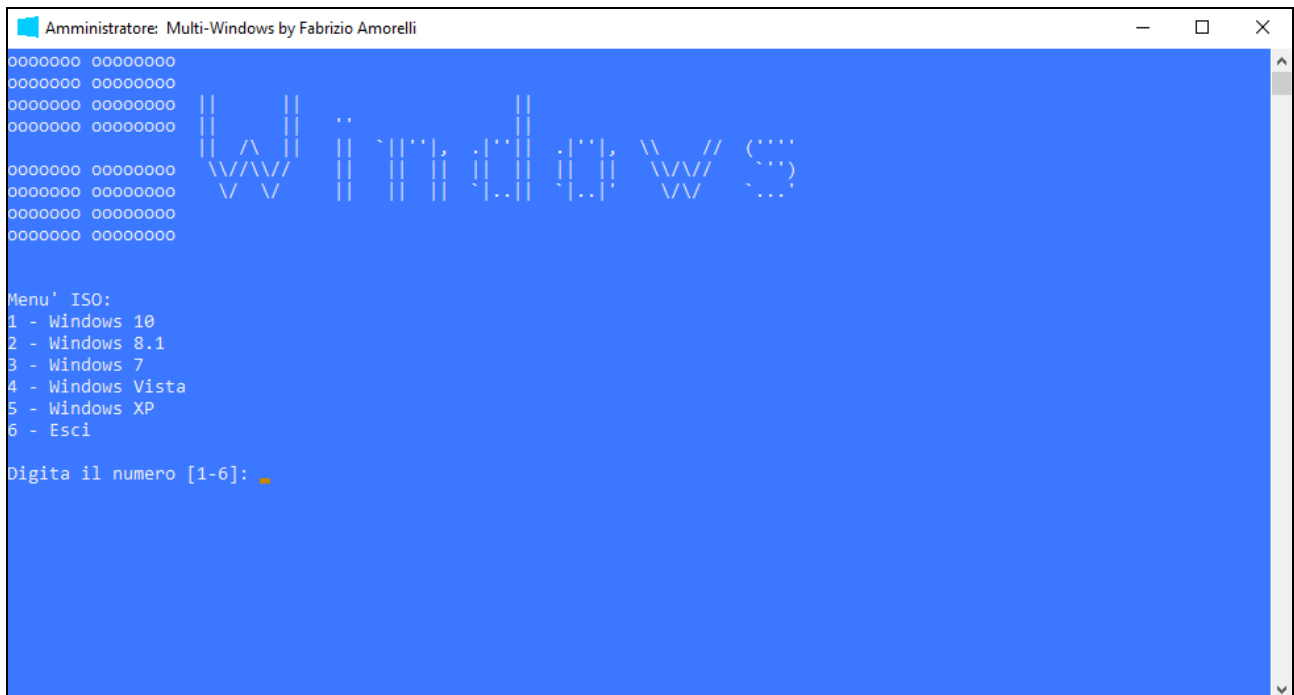 Amministratore: Multi-Windows by Fabrizio Amorelli
Windows
Menu' ISO:
1 - Windows 10
2 - Windows 8.1
3 - Windows 7
4 - Windows Vista
5 - Windows XP
6 - Esci
Digita il numero [1-6]: